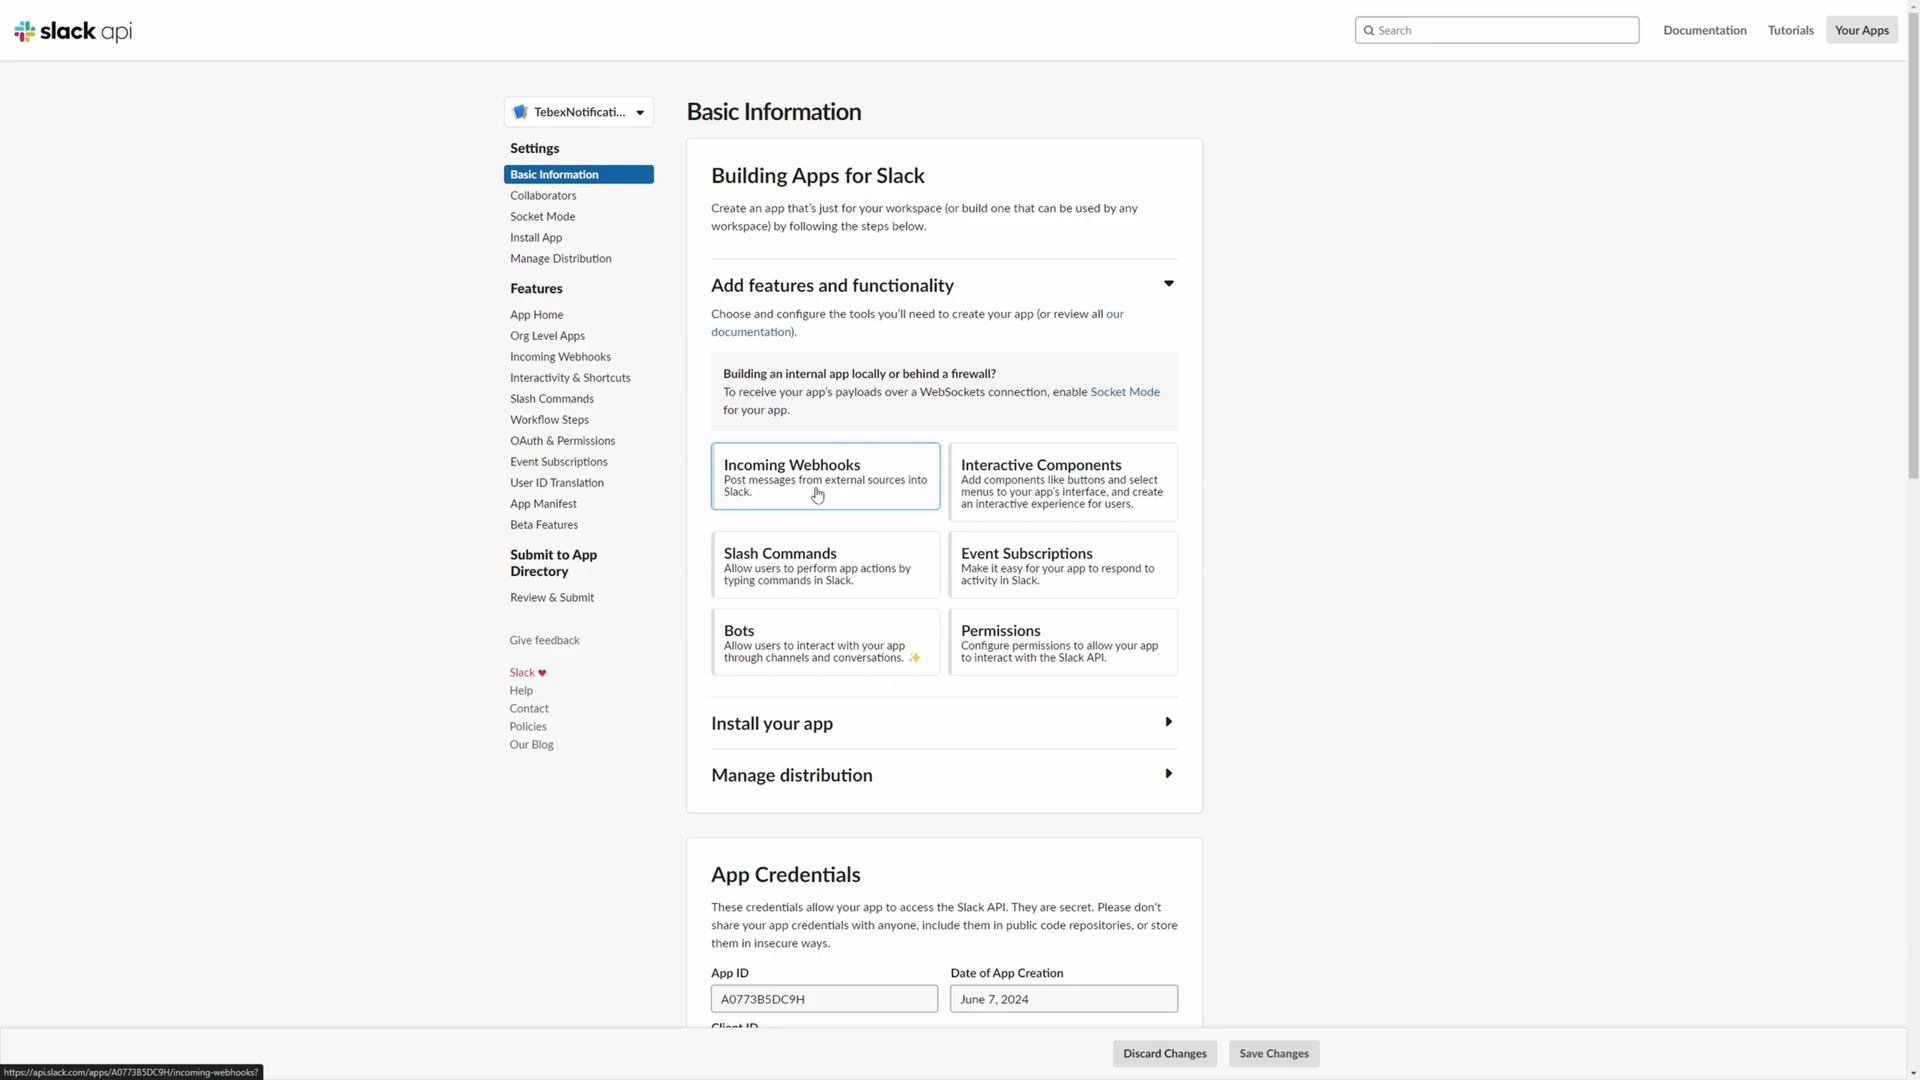 slack api
Search
Documentation
Tutorials
Your Apps
TebexNotificati...
Settings
Basic Information
Collaborators
Socket Mode
Install App
Manage Distribution
Features
App Home
Org Level Apps
Incoming Webhooks
Interactivity & Shortcuts
Slash Commands
Workflow Steps
OAuth & Permissions
Event Subscriptions
User ID Translation
App Manifest
Beta Features
Submit to App
Directory
Review & Submit
Give feedback
Slack ♥
Help
Contact
Policies
Our Blog
Basic Information
Building Apps for Slack
Create an app that's just for your workspace (or build one that can be used by any
workspace) by following the steps below.
Add features and functionality
Choose and configure the tools you'll need to create your app (or review all our
documentation).
Building an internal app locally or behind a firewall?
To receive your app's payloads over a WebSockets connection, enable Socket Mode
for your app.
Incoming Webhooks
Post messages from external sources into
Slack.
Interactive Components
Add components like buttons and select
menus to your app's interface, and create
an interactive experience for users.
Slash Commands
Allow users to perform app actions by
typing commands in Slack.
Event Subscriptions
Make it easy for your app to respond to
activity in Slack.
Bots
Allow users to interact with your app
through channels and conversations. ✨
Permissions
Configure permissions to allow your app
to interact with the Slack API.
Install your app
Manage distribution
App Credentials
These credentials allow your app to access the Slack API. They are secret. Please don't
share your app credentials with anyone, include them in public code repositories, or store
them in insecure ways.
App ID
A0773B5DC9H
Date of App Creation
June 7, 2024
Client ID
Discard Changes
Save Changes
https://api.slack.com/apps/A0773B5DC9H/incoming-webhooks?